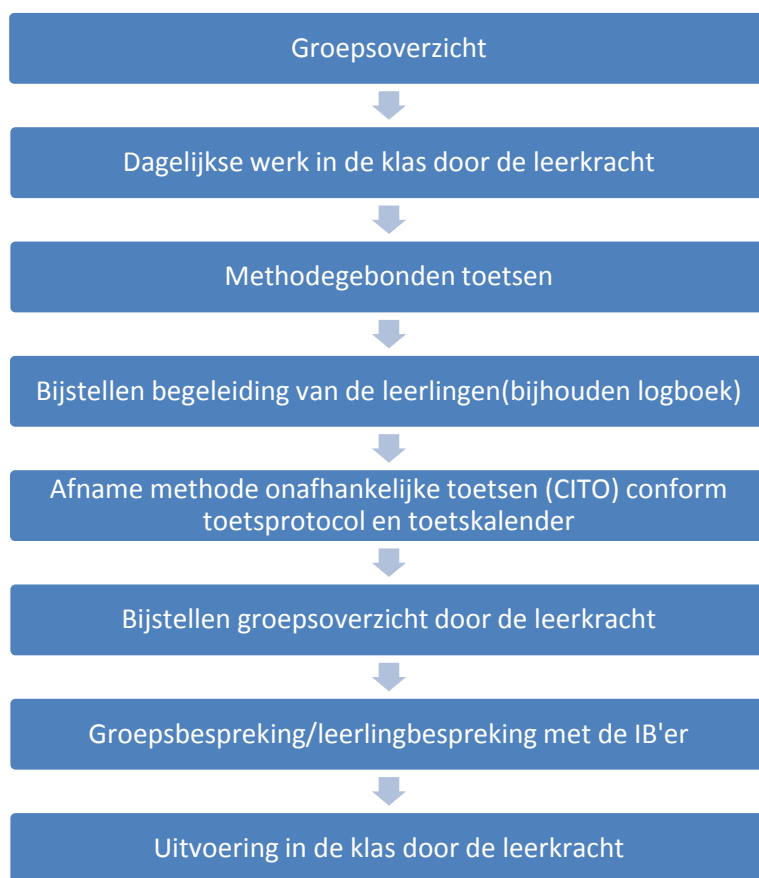 Groepsoverzicht
Dagelijkse werk in de klas door de leerkracht
Methodegebonden toetsen
Bijstellen begeleiding van de leerlingen(bijhouden logboek)
Afname methode onafhankelijke toetsen (CITO) conform
toetsprotocol en toetskalender
Bijstellen groepsoverzicht door de leerkracht
Groepsbespreking/leerlingbespreking met de IB'er
Uitvoering in de klas door de leerkracht